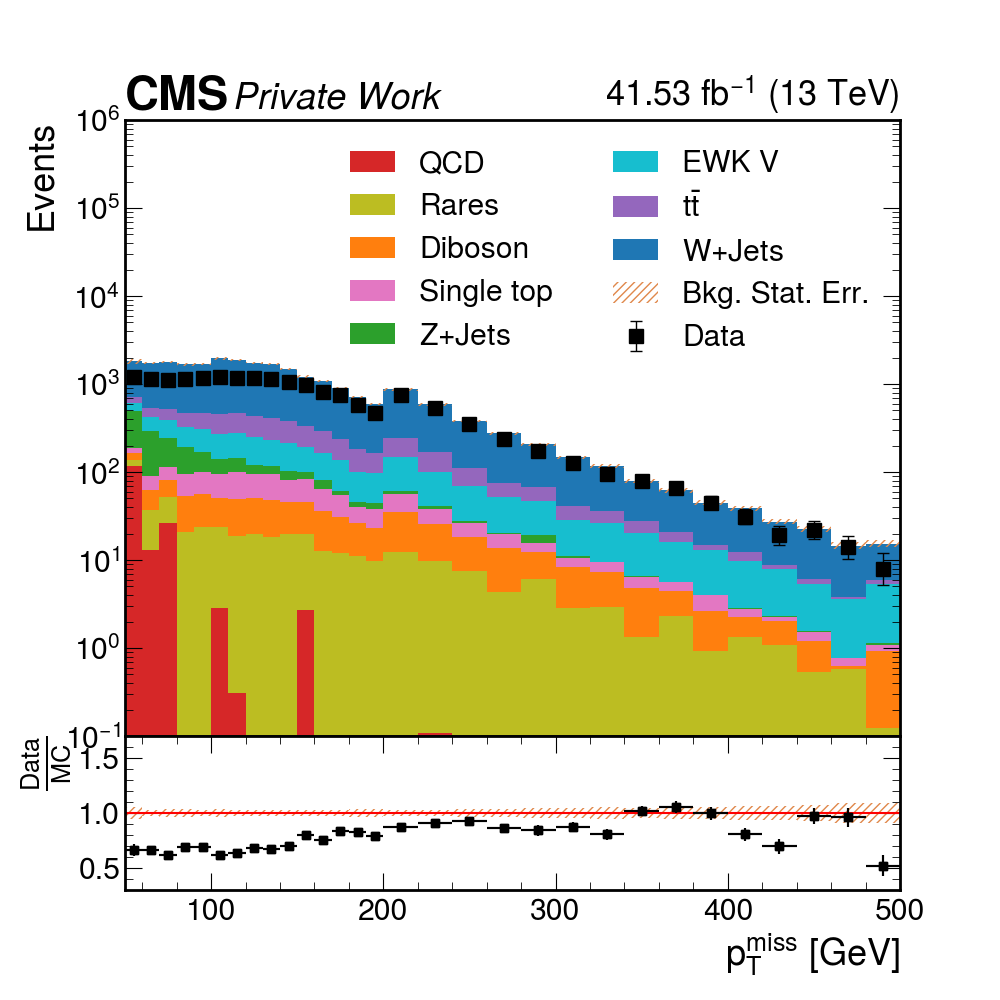 CMS Private Work 41.53 fb⁻¹ (13 TeV)
Events
10⁶
10⁵
10⁴
10³
10²
10¹
10⁰
10⁻¹
QCD
Rares
Diboson
Single top
Z+Jets
EWK V
tt̄
W+Jets
Bkg. Stat. Err.
Data
Data
MC
1.5
1.0
0.5
100 200 300 400 500
p_T^miss [GeV]